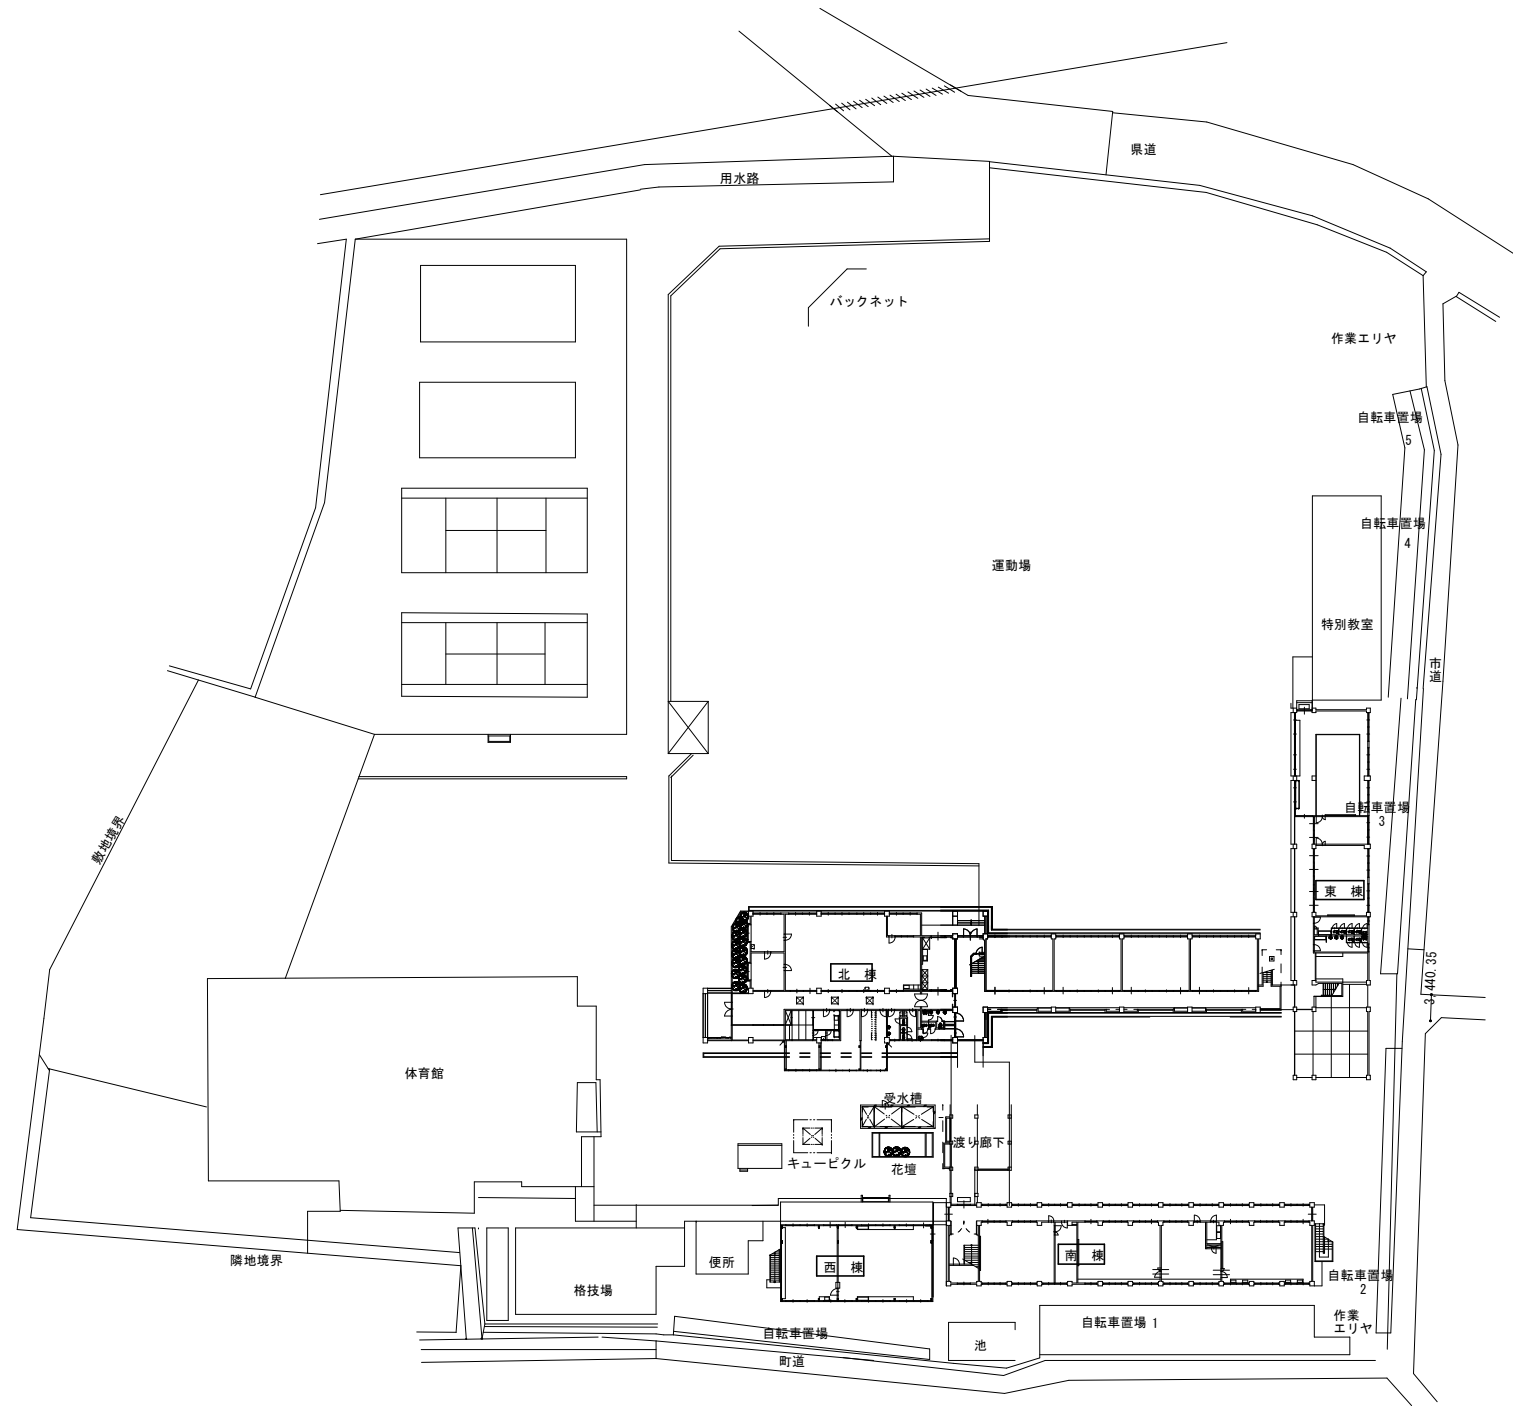 県道
用水路
バックネット
作業エリヤ
自転車置場
5
自転車置場
4
運動場
特別教室
市道
自転車置場
3
敷地境界
東 棟
北 棟
3,440.35
体育館
受水槽
渡り廊下
キューピクル
花壇
隣地境界
便所
西 棟
南 棟
自転車置場
2
格技場
自転車置場 1
作業
エリヤ
自転車置場
池
町道